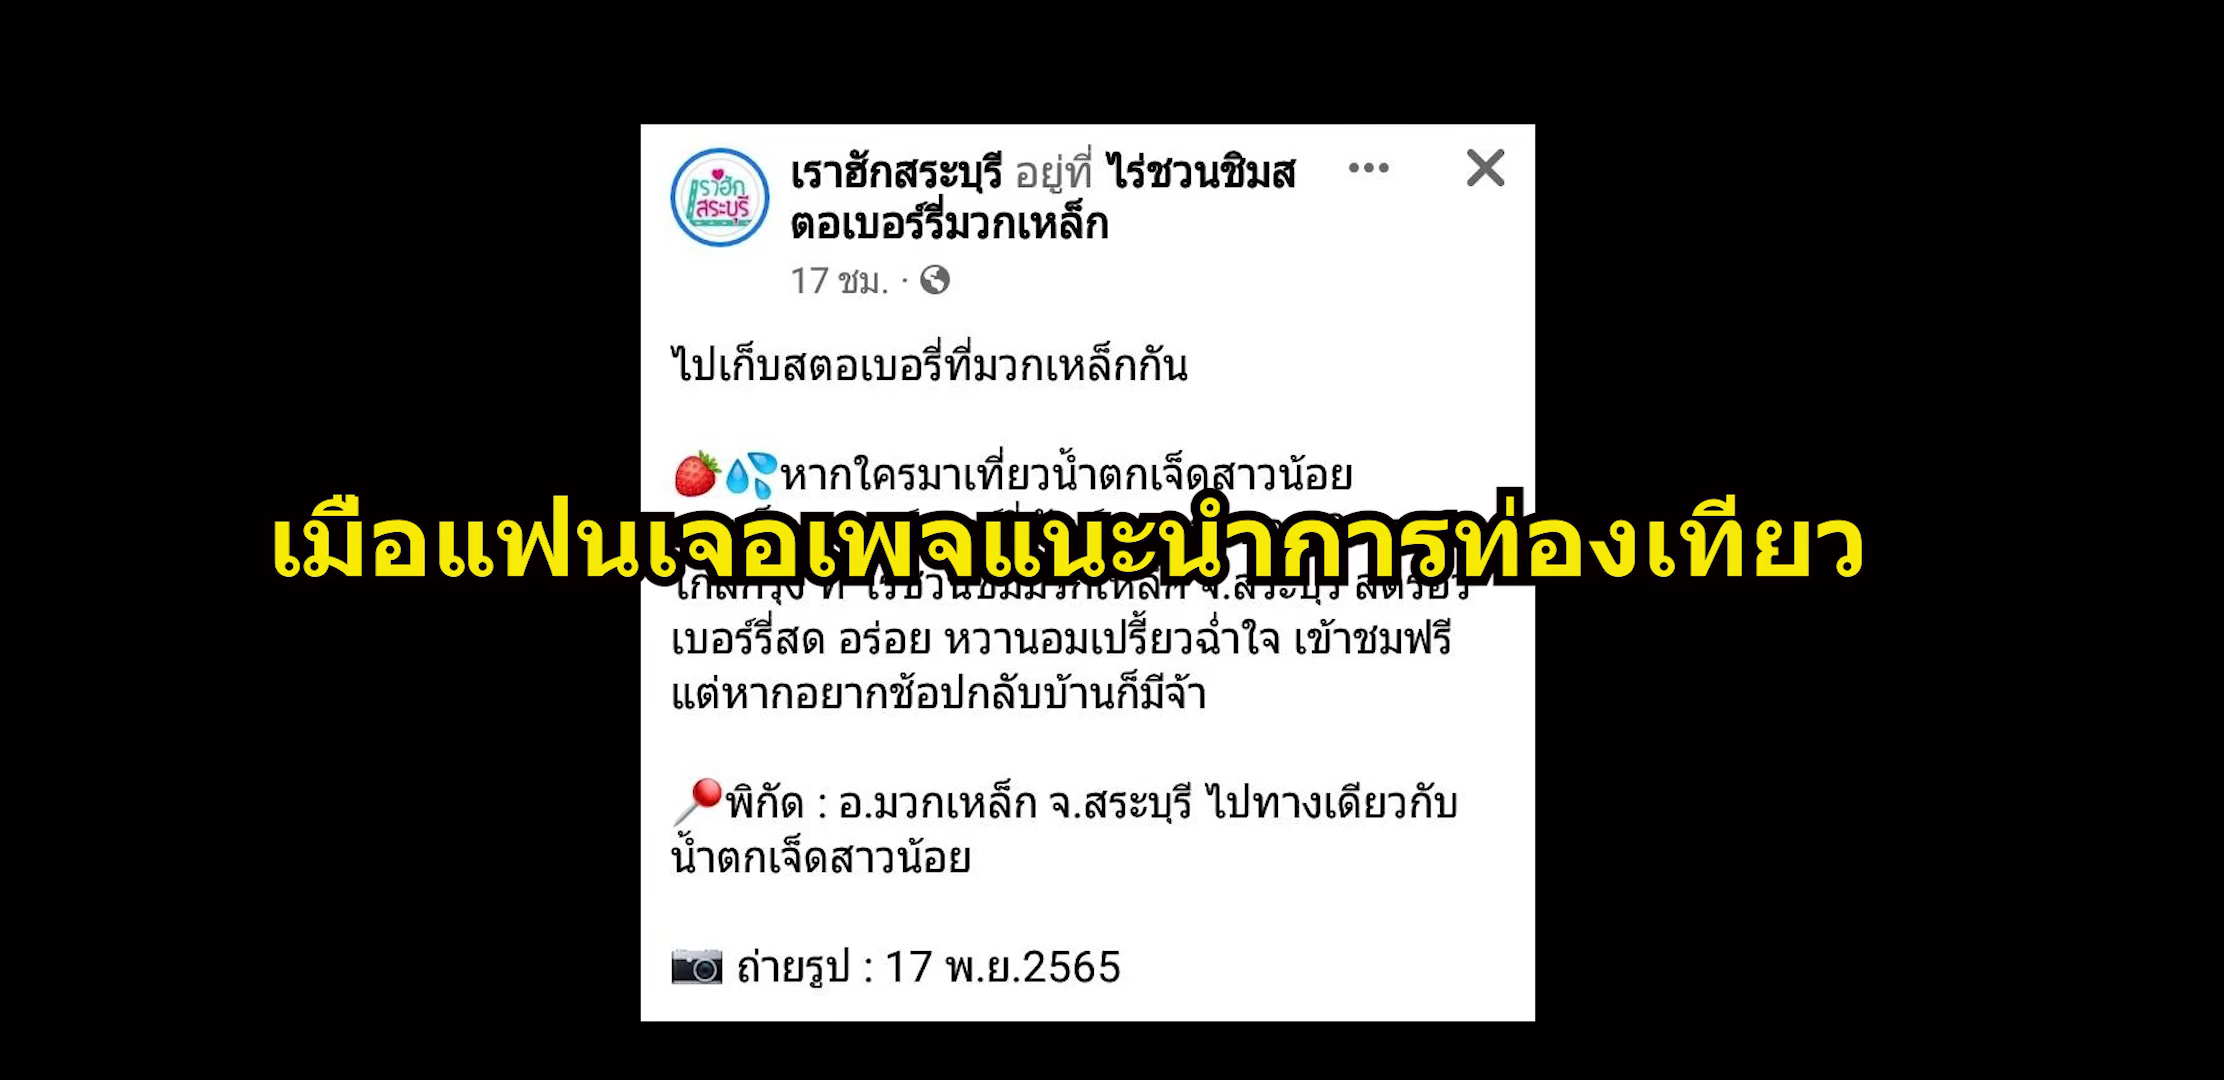 เราฮัก
สระบุรี
เราฮักสระบุรี อยู่ที่ ไร่ชวนชิมส
ตอเบอร์รี่มวกเหล็ก
17 ชม. ·
ไปเก็บสตอเบอรี่ที่มวกเหล็กกัน
🍓💦หากใครมาเที่ยวน้ำตกเจ็ดสาวน้อย
เมือแฟนเจอเพจแนะนำการท่องเทียว
จ.สระบุรี สตรอว์
เบอร์รี่สด อร่อย หวานอมเปรี้ยวฉ่ำใจ เข้าชมฟรี
แต่หากอยากช้อปกลับบ้านก็มีจ้า
📍พิกัด : อ.มวกเหล็ก จ.สระบุรี ไปทางเดียวกับ
น้ำตกเจ็ดสาวน้อย
📷 ถ่ายรูป : 17 พ.ย.2565